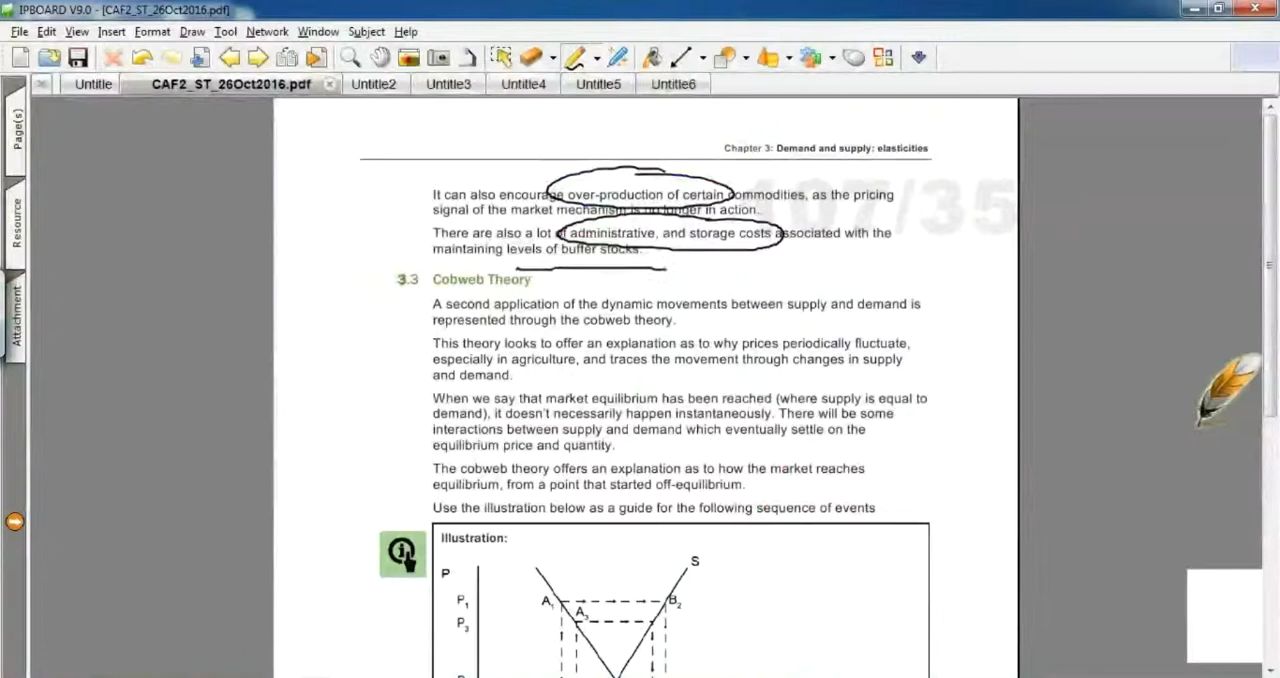 IPBOARD V9.0 - [CAF2_ST_26Oct2016.pdf]
File Edit View Insert Format Draw Tool Network Window Subject Help
Untitle CAF2_ST_26Oct2016.pdf Untitle2 Untitle3 Untitle4 Untitle5 Untitle6
Page(s)
Resource
Attachment
Chapter 3: Demand and supply: elasticities
407/35
It can also encourage over-production of certain commodities, as the pricing
signal of the market mechanism is no longer in action.
There are also a lot of administrative, and storage costs associated with the
maintaining levels of buffer stocks.
3.3 Cobweb Theory
A second application of the dynamic movements between supply and demand is
represented through the cobweb theory.
This theory looks to offer an explanation as to why prices periodically fluctuate,
especially in agriculture, and traces the movement through changes in supply
and demand.
When we say that market equilibrium has been reached (where supply is equal to
demand), it doesn't necessarily happen instantaneously. There will be some
interactions between supply and demand which eventually settle on the
equilibrium price and quantity.
The cobweb theory offers an explanation as to how the market reaches
equilibrium, from a point that started off-equilibrium.
Use the illustration below as a guide for the following sequence of events
Illustration:
S
P
P1 A1 B2
P3 A3